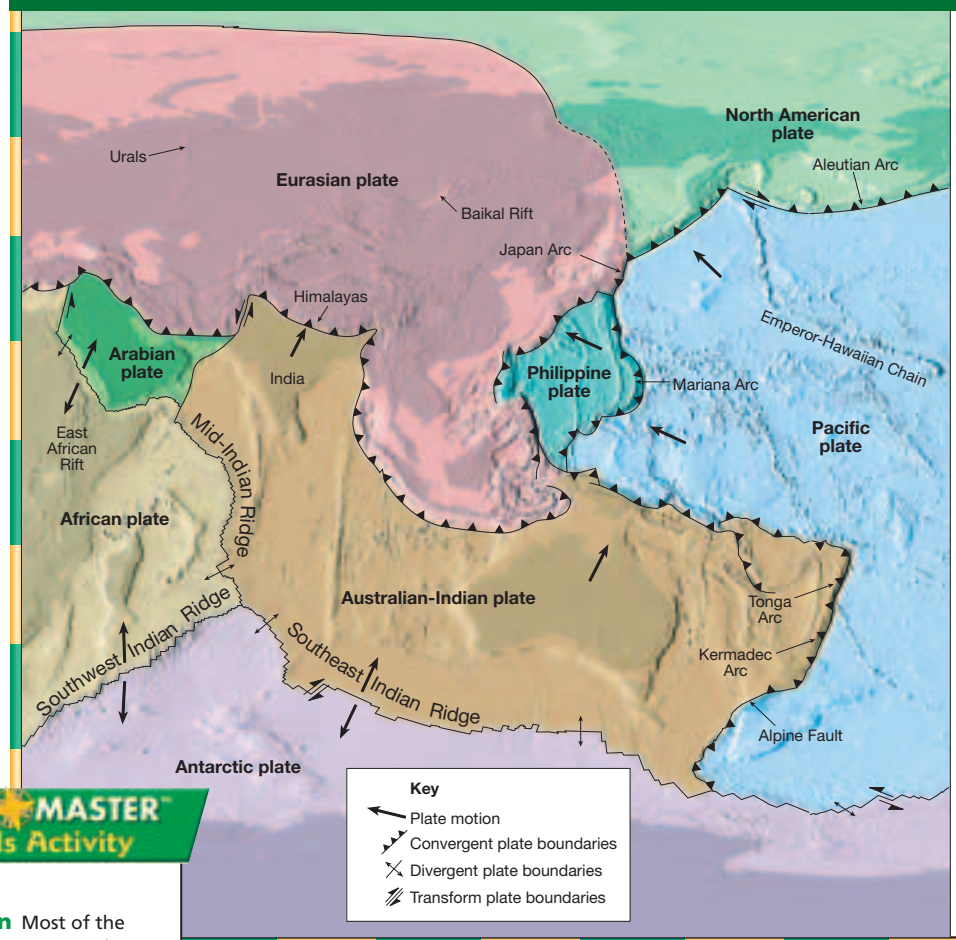 North American
plate
Aleutian Arc
Urals
Eurasian plate
Baikal Rift
Japan Arc
Himalayas
Emperor-Hawaiian Chain
Arabian
plate
India
Philippine
plate
Mariana Arc
Pacific
plate
East
African
Rift
Mid-Indian Ridge
African plate
Australian-Indian plate
Tonga
Arc
Kermadec
Arc
Southwest Indian Ridge
Southeast Indian Ridge
Alpine Fault
Antarctic plate
Key
Plate motion
Convergent plate boundaries
Divergent plate boundaries
Transform plate boundaries
MASTER™
Activity
Most of the